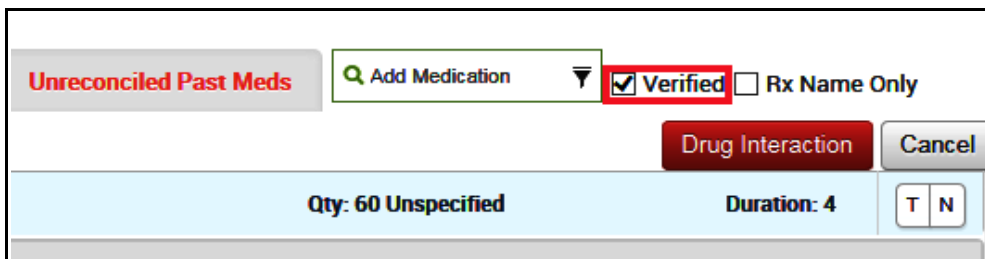 Unreconciled Past Meds Add Medication Verified Rx Name Only
Drug Interaction Cancel
Qty: 60 Unspecified Duration: 4 T N